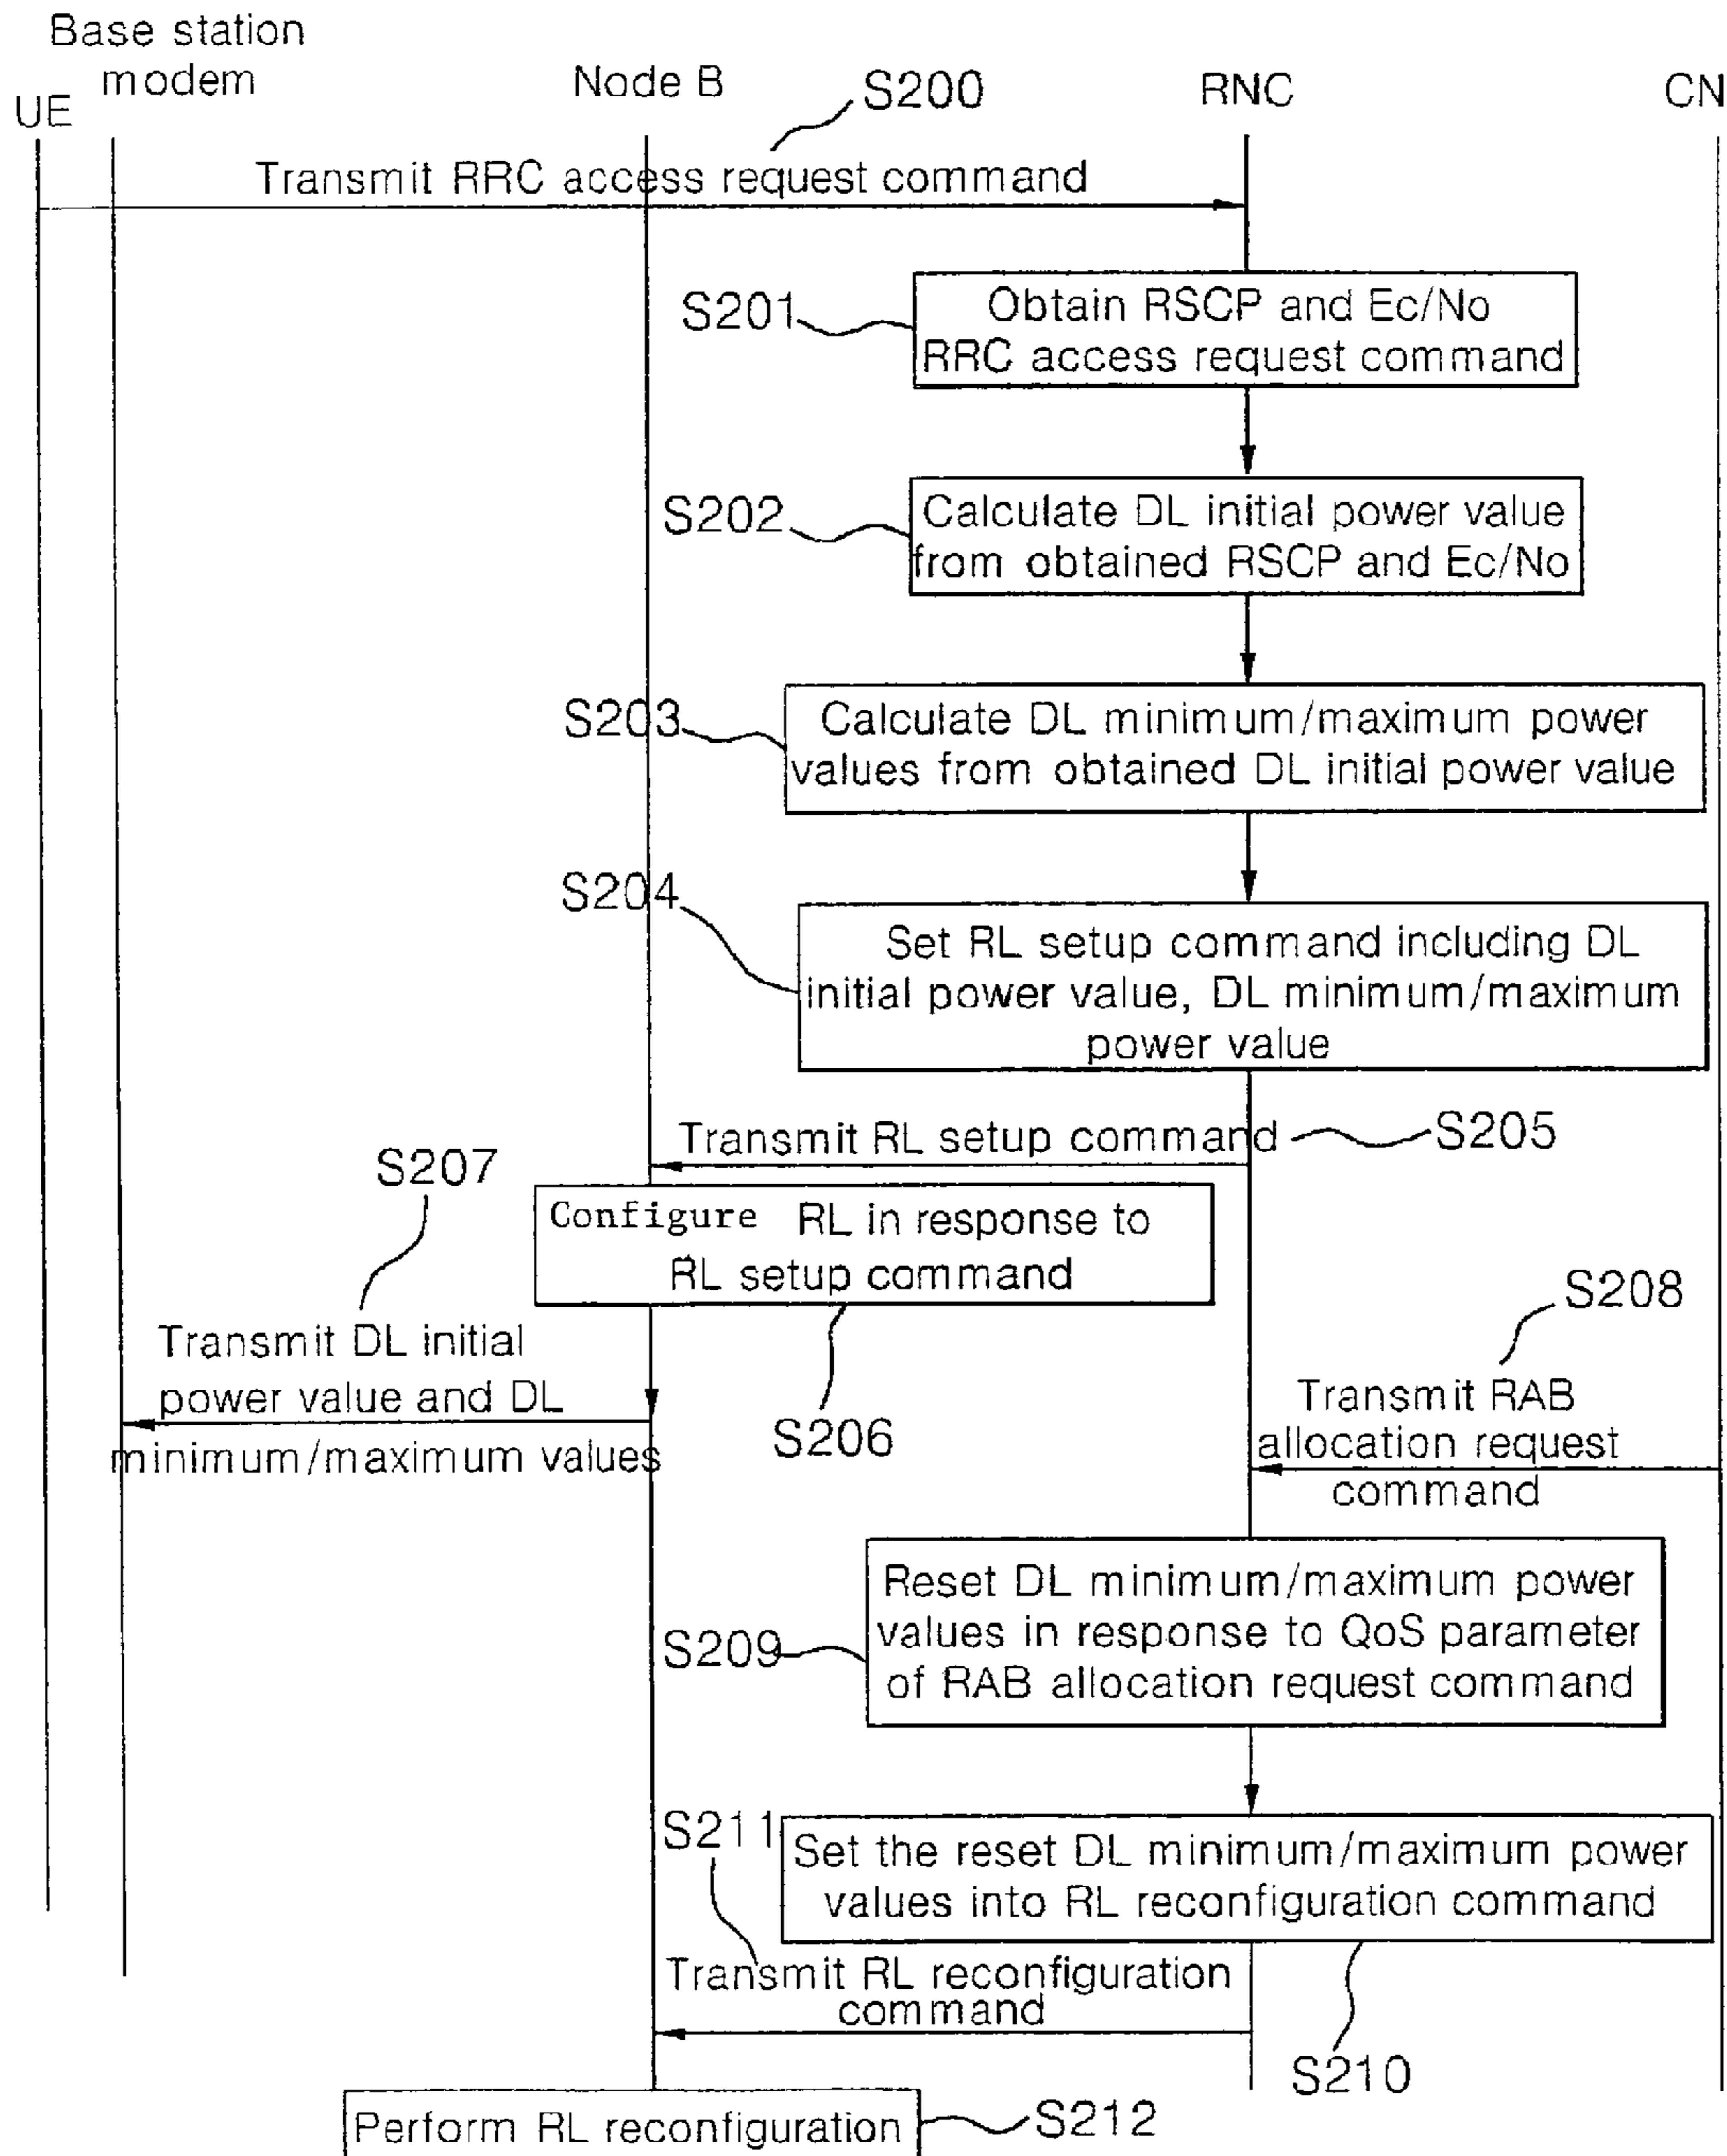 Base station
modem
UE
Node B
RNC
CN
S200
Transmit RRC access request command
S201
Obtain RSCP and Ec/No
RRC access request command
S202
Calculate DL initial power value
from obtained RSCP and Ec/No
S203
Calculate DL minimum/maximum power
values from obtained DL initial power value
S204
Set RL setup command including DL
initial power value, DL minimum/maximum
power value
Transmit RL setup command
S205
S207
Configure RL in response to
RL setup command
S206
Transmit DL initial
power value and DL
minimum/maximum values
S208
Transmit RAB
allocation request
command
S209
Reset DL minimum/maximum power
values in response to QoS parameter
of RAB allocation request command
S211
Set the reset DL minimum/maximum power
values into RL reconfiguration command
S210
Transmit RL reconfiguration
command
Perform RL reconfiguration
S212